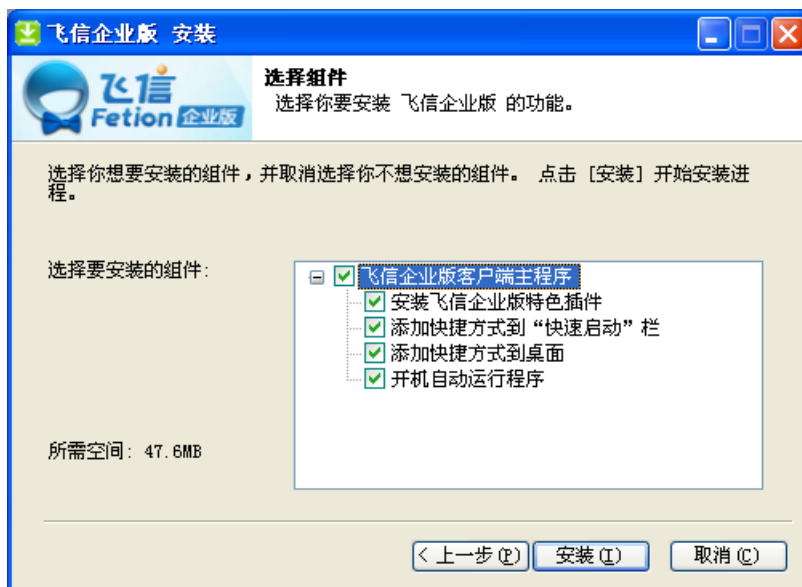 飞信企业版 安装
飞信
Fetion 企业版
选择组件
选择你要安装 飞信企业版 的功能。
选择你想要安装的组件，并取消选择你不想安装的组件。 点击 [安装] 开始安装进
程。
选择要安装的组件:
飞信企业版客户端主程序
安装飞信企业版特色插件
添加快捷方式到“快速启动”栏
添加快捷方式到桌面
开机自动运行程序
所需空间: 47.6MB
< 上一步(P)
安装(I)
取消(C)